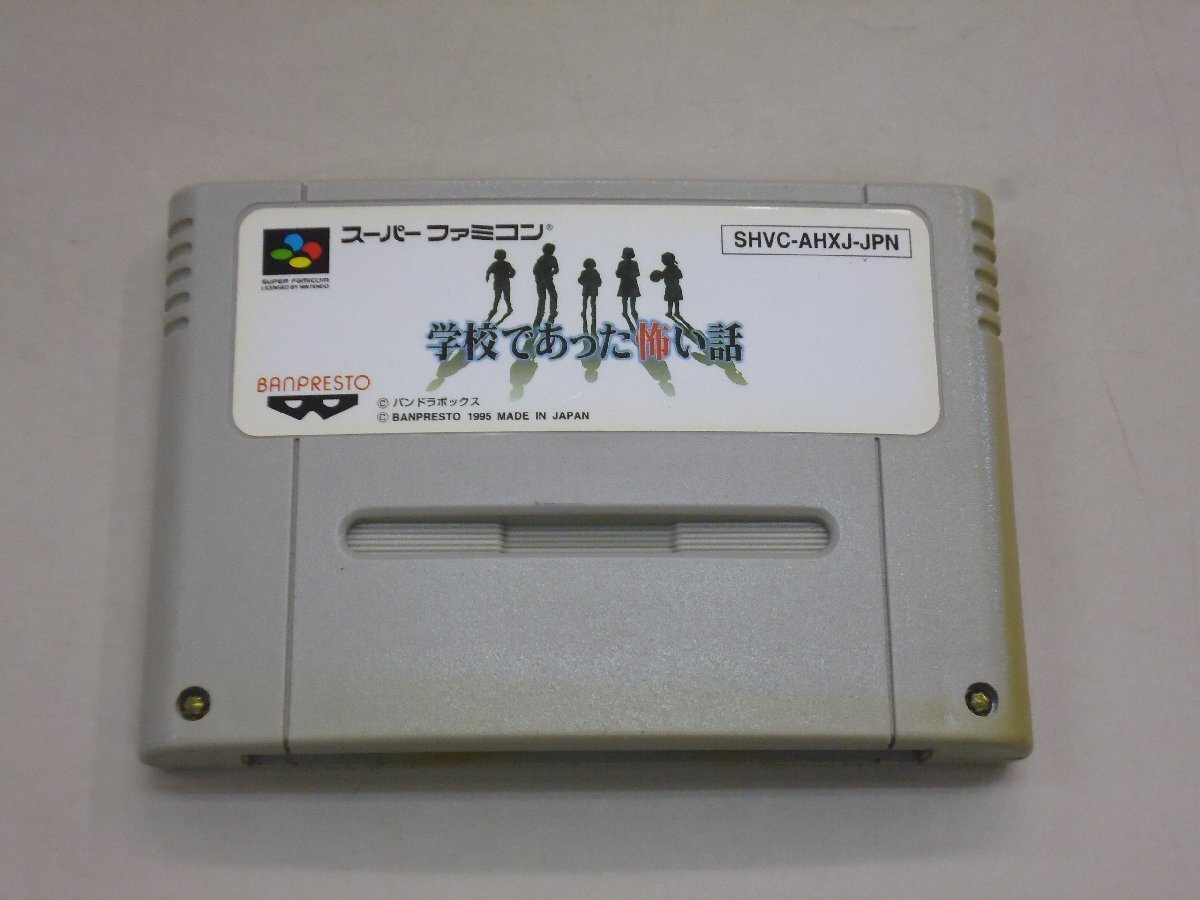 スーパー ファミコン®
SHVC-AHXJ-JPN
SUPER FAMICOM
LICENSED BY NINTENDO
学校であった怖い話
BANPRESTO
© パンドラボックス
© BANPRESTO 1995 MADE IN JAPAN